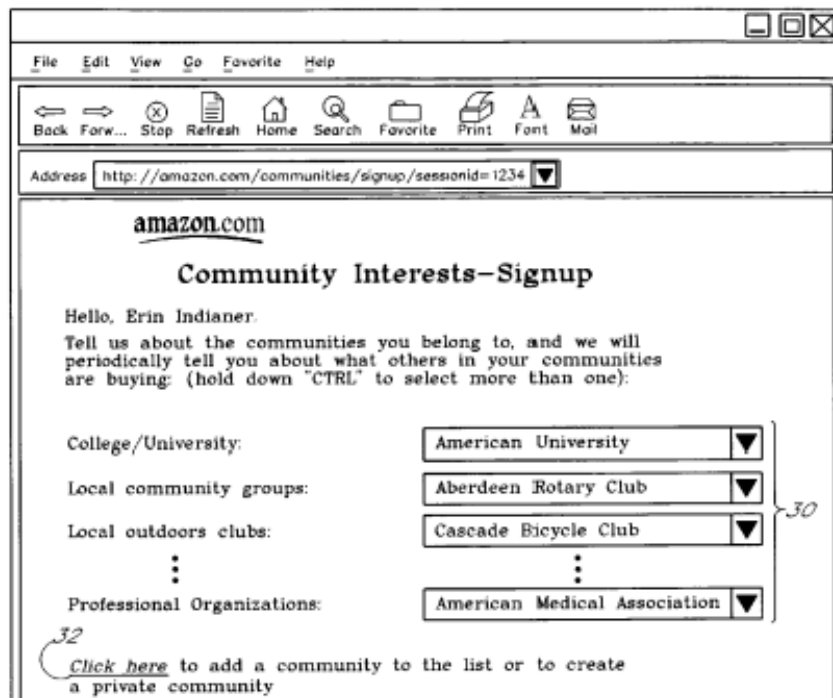 File Edit View Go Favorite Help
Back Forw... Stop Refresh Home Search Favorite Print Font Mail
Address http://amazon.com/communities/signup/sessionid=1234
amazon.com
Community Interests-Signup
Hello, Erin Indianer.
Tell us about the communities you belong to, and we will
periodically tell you about what others in your communities
are buying: (hold down "CTRL" to select more than one):
College/University: American University
Local community groups: Aberdeen Rotary Club
30
Local outdoors clubs: Cascade Bicycle Club
Professional Organizations: American Medical Association
32
Click here to add a community to the list or to create
a private community